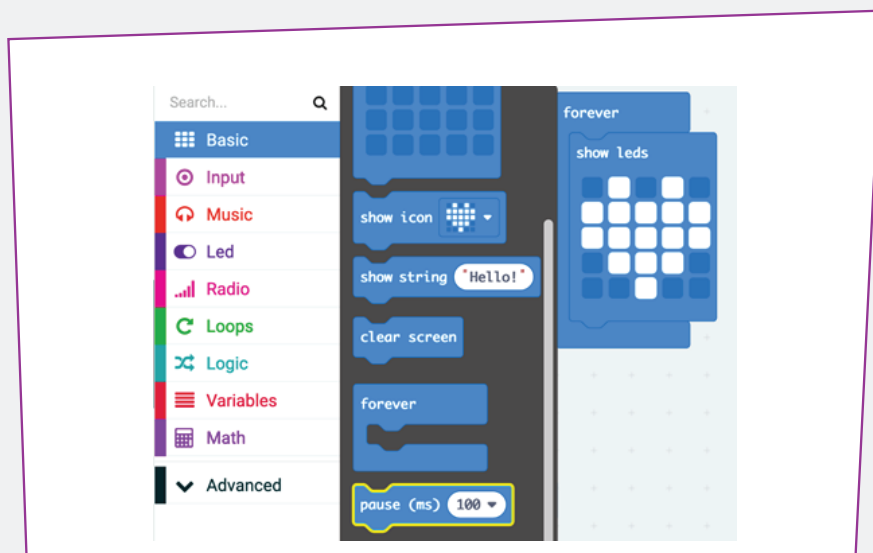 Search...
Basic
Input
Music
Led
Radio
Loops
Logic
Variables
Math
Advanced
show icon
show string "Hello!"
clear screen
forever
pause (ms) 100
forever
show leds